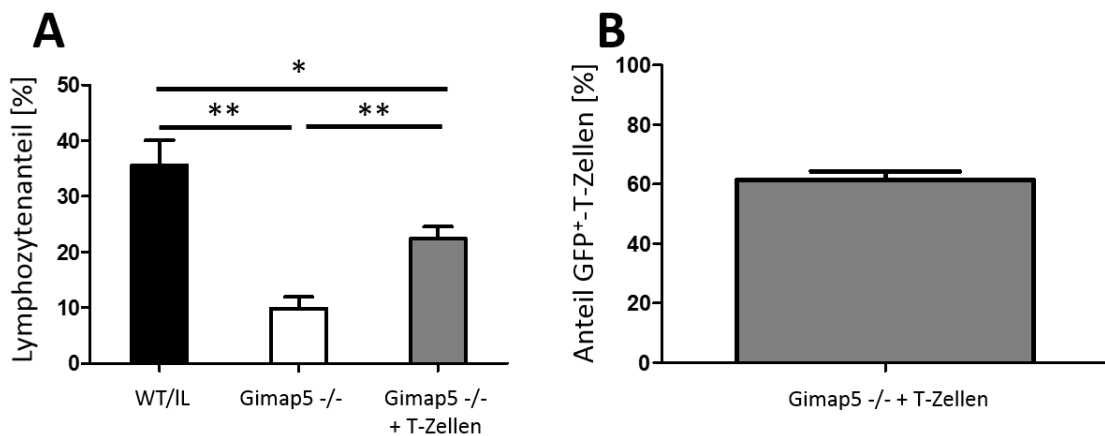 A
Lymphozytenanteil [%]
50
40
30
20
10
0
*
** **
WT/lL Gimap5 -/- Gimap5 -/-
+ T-Zellen
B
Anteil GFP⁺-T-Zellen [%]
100
80
60
40
20
0
Gimap5 -/- + T-Zellen